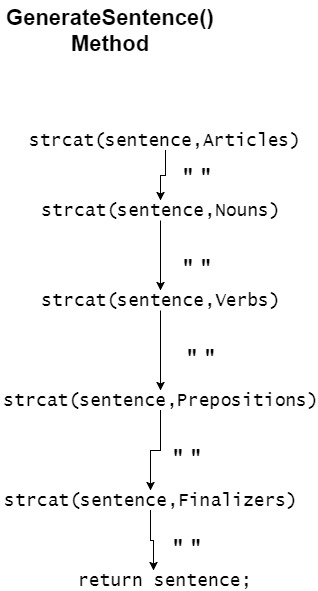 GenerateSentence()
Method
strcat(sentence,Articles)
" "
strcat(sentence,Nouns)
" "
strcat(sentence,Verbs)
" "
strcat(sentence,Prepositions)
" "
strcat(sentence,Finalizers)
" "
return sentence;